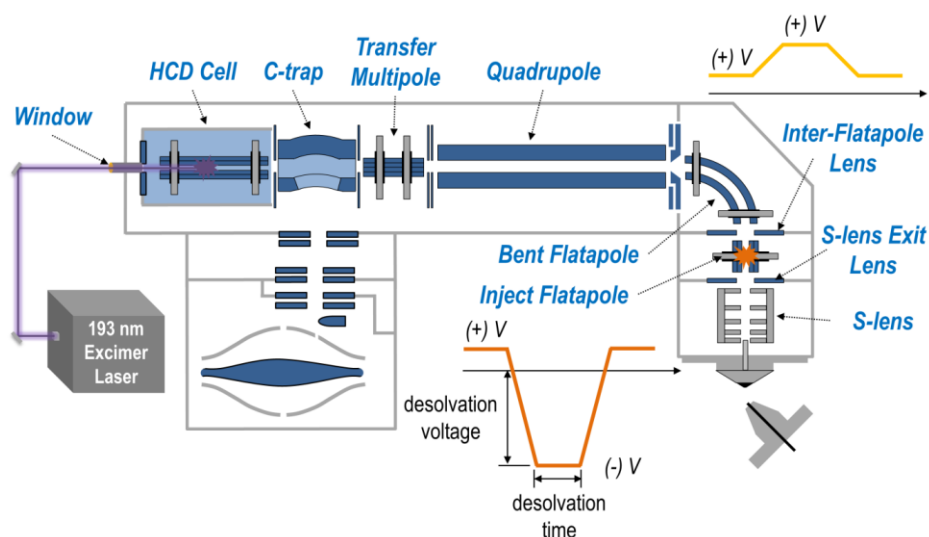 Transfer
Multipole
HCD Cell
C-trap
Quadrupole
(+) V
(+) V
Window
Inter-Flatapole
Lens
Bent Flatapole
S-lens Exit
Lens
Inject Flatapole
S-lens
193 nm
Excimer
Laser
(+) V
desolvation
voltage
(-) V
desolvation
time